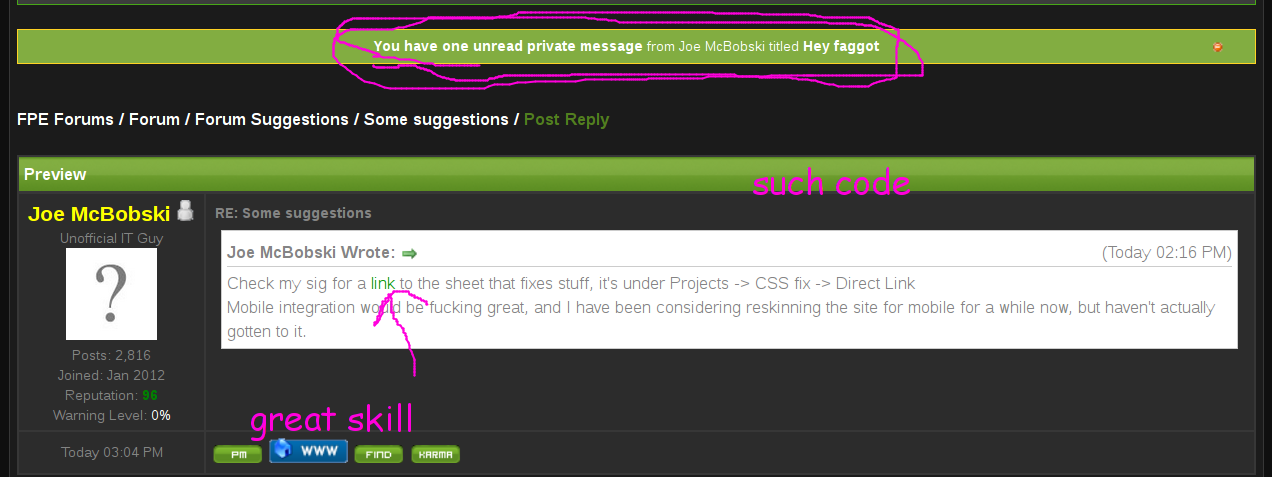 You have one unread private message from Joe McBobski titled Hey faggot
FPE Forums / Forum / Forum Suggestions / Some suggestions / Post Reply
Preview
such code
Joe McBobski
Unofficial IT Guy
?
Posts: 2,816
Joined: Jan 2012
Reputation: 96
Warning Level: 0%
RE: Some suggestions
Joe McBobski Wrote: (Today 02:16 PM)
Check my sig for a link to the sheet that fixes stuff, it's under Projects -> CSS fix -> Direct Link
Mobile integration would be fucking great, and I have been considering reskinning the site for mobile for a while now, but haven't actually
gotten to it.
great skill
Today 03:04 PM
PM WWW FIND KARMA